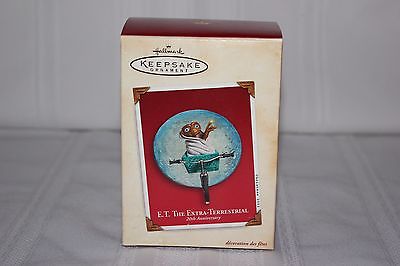 Hallmark
KEEPSAKE
ORNAMENT
E.T. THE EXTRA-TERRESTRIAL
20th Anniversary
décoration des fêtes